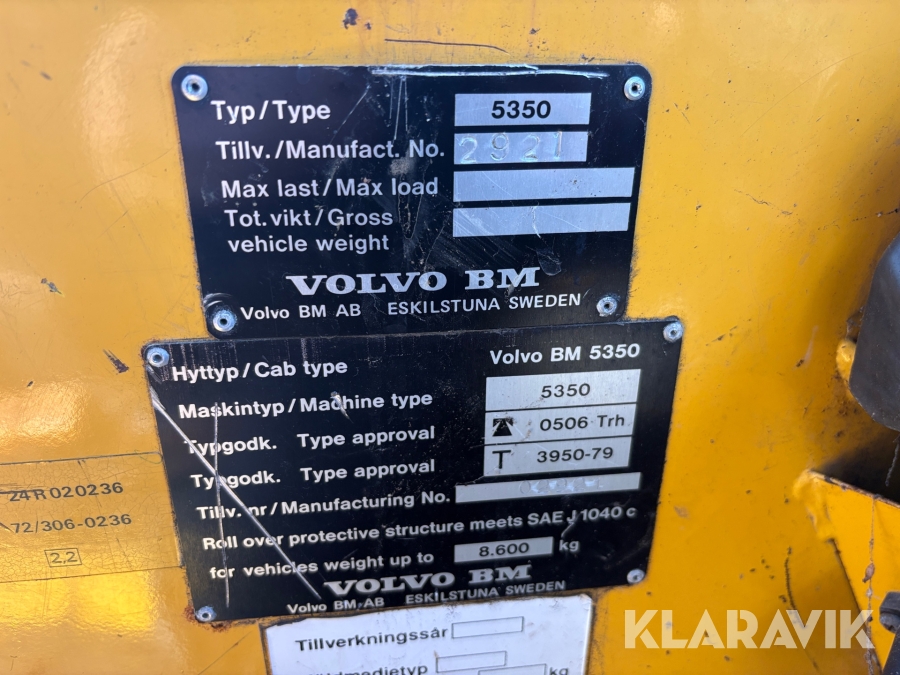 Typ/Type 5350
Tillv./Manufact. No. 2921
Max last/Max load
Tot. vikt/Gross
vehicle weight
VOLVO BM
Volvo BM AB ESKILSTUNA SWEDEN
Hyttyp/Cab type Volvo BM 5350
Maskintyp/Machine type 5350
Typgodk. Type approval 0506 Trh
Typgodk. Type approval T 3950-79
Tillv. nr/Manufacturing No.
Roll over protective structure meets SAE J 1040 c
for vehicles weight up to 8.600 kg
VOLVO BM
Volvo BM AB ESKILSTUNA SWEDEN
24R020236
72/306-0236
2,2
Tillverkningssår
kg
KLARAVIK